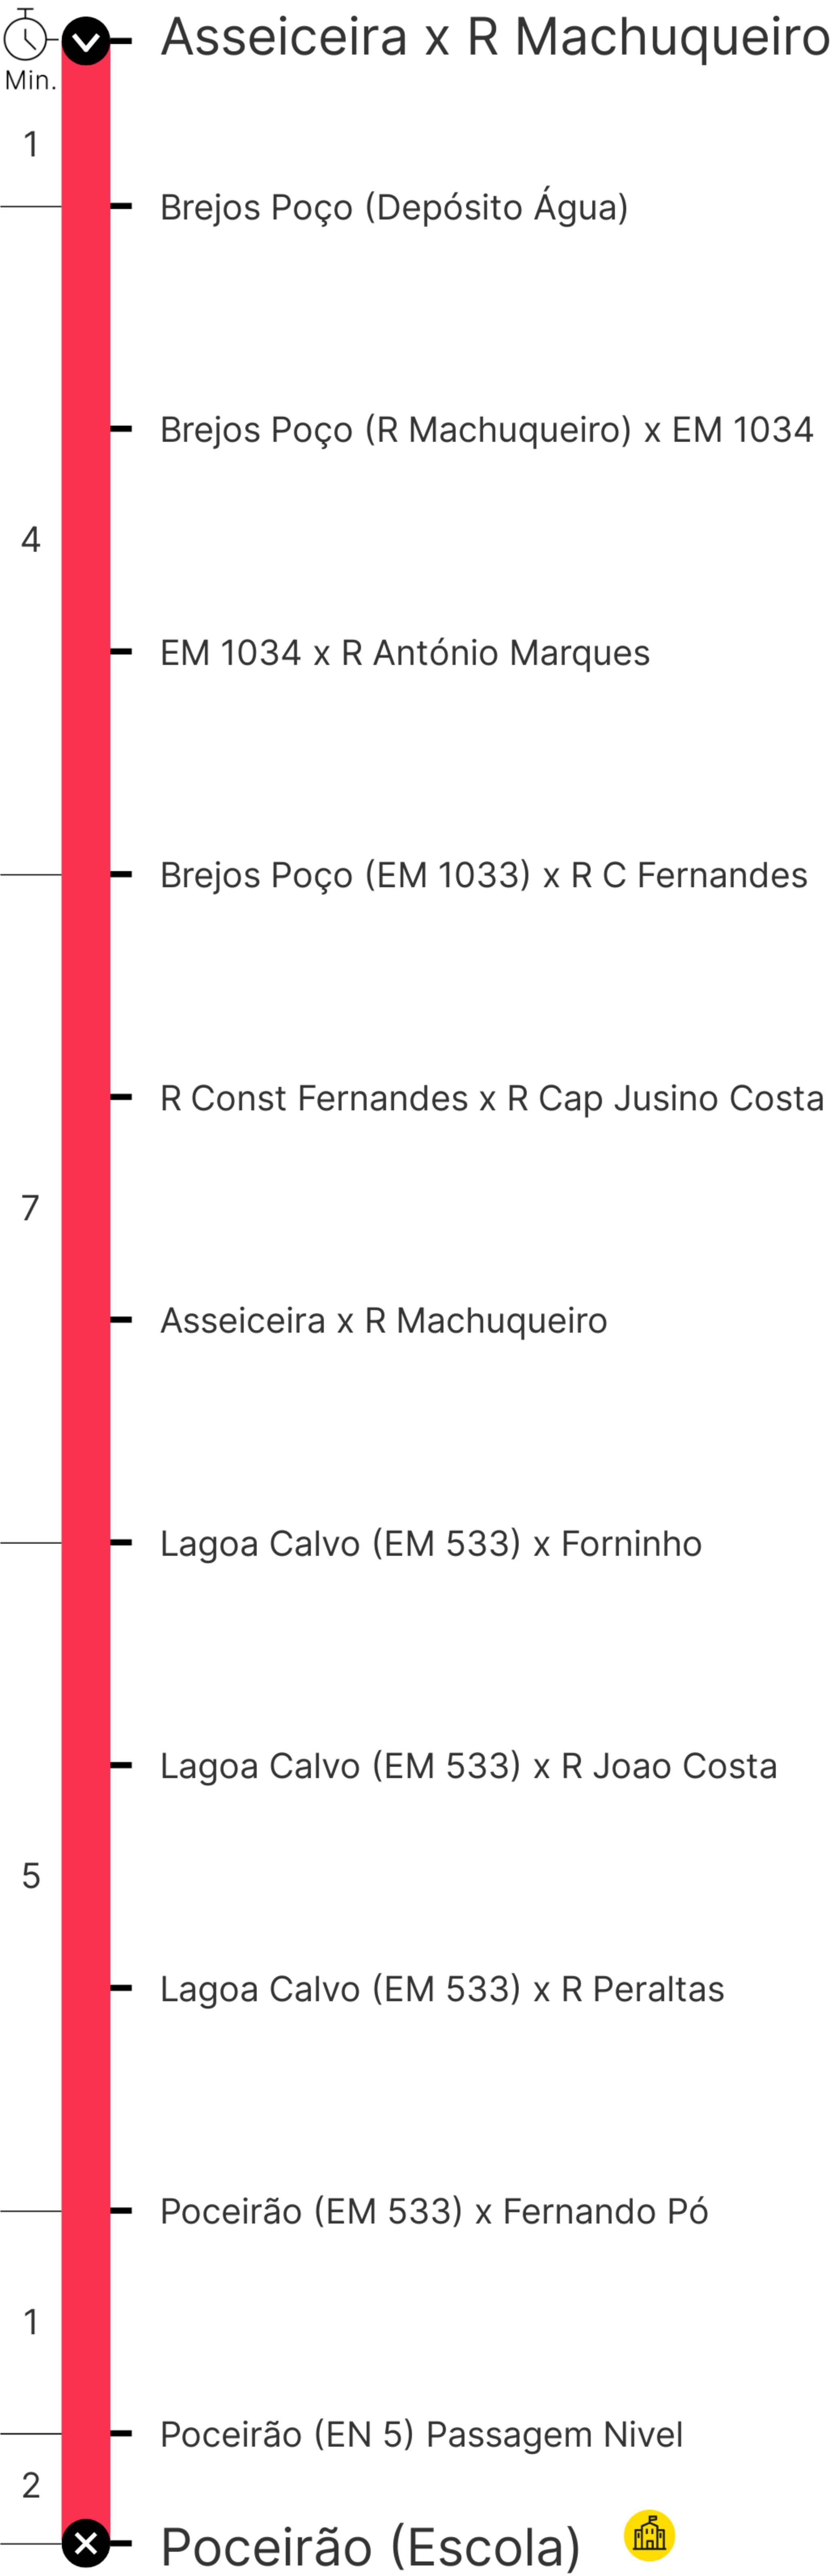 Asseiceira x R Machuqueiro
Min.
1
Brejos Poço (Depósito Água)
Brejos Poço (R Machuqueiro) x EM 1034
4
EM 1034 x R António Marques
Brejos Poço (EM 1033) x R C Fernandes
R Const Fernandes x R Cap Jusino Costa
7
Asseiceira x R Machuqueiro
Lagoa Calvo (EM 533) x Forninho
Lagoa Calvo (EM 533) x R Joao Costa
5
Lagoa Calvo (EM 533) x R Peraltas
Poceirão (EM 533) x Fernando Pó
1
Poceirão (EN 5) Passagem Nivel
2
Poceirão (Escola)